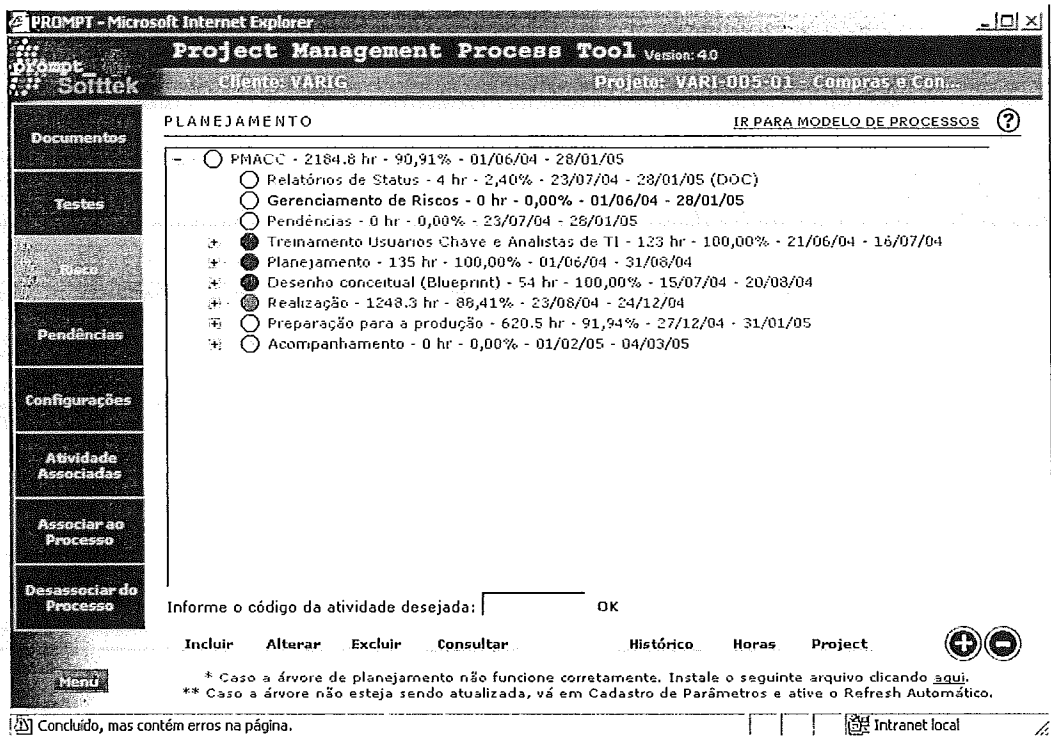 PROMPT - Microsoft Internet Explorer
Project Management Process Tool Version: 4.0
prompt_
Softtek
Cliente: VARIG
Projeto: VARI-005-01 - Compras e Con...
PLANEJAMENTO
IR PARA MODELO DE PROCESSOS
?
Documentos
Testes
Risco
Pendências
Configurações
Atividade
Associadas
Associar ao
Processo
Desassociar do
Processo
Menu
PMACC - 2184.8 hr - 90,91% - 01/06/04 - 28/01/05
Relatórios de Status - 4 hr - 2,40% - 23/07/04 - 28/01/05 (DOC)
Gerenciamento de Riscos - 0 hr - 0,00% - 01/06/04 - 28/01/05
Pendências - 0 hr - 0,00% - 23/07/04 - 28/01/05
Treinamento Usuarios Chave e Analistas de TI - 123 hr - 100,00% - 21/06/04 - 16/07/04
Planejamento - 135 hr - 100,00% - 01/06/04 - 31/08/04
Desenho conceitual (Blueprint) - 54 hr - 100,00% - 15/07/04 - 20/08/04
Realização - 1248.3 hr - 88,41% - 23/08/04 - 24/12/04
Preparação para a produção - 620.5 hr - 91,94% - 27/12/04 - 31/01/05
Acompanhamento - 0 hr - 0,00% - 01/02/05 - 04/03/05
Informe o código da atividade desejada: OK
Incluir Alterar Excluir Consultar Histórico Horas Project
* Caso a árvore de planejamento não funcione corretamente. Instale o seguinte arquivo clicando aqui.
** Caso a árvore não esteja sendo atualizada, vá em Cadastro de Parâmetros e ative o Refresh Automático.
Concluído, mas contém erros na página.
Intranet local